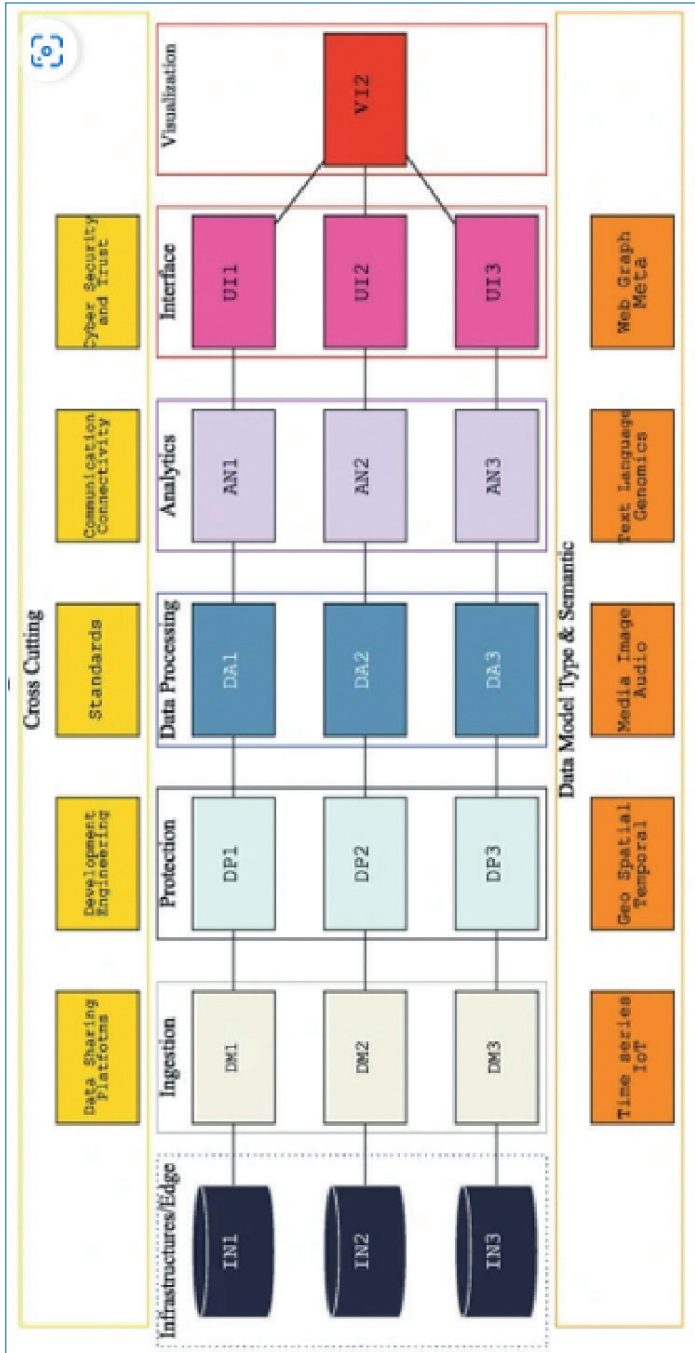 Cross Cutting
Data Sharing
Platfotms
Development
Engineering
Standards
Communication
Connectivity
Cyber Security
and Trust
Infrastructures/Edge
Ingestion
Protection
Data Processing
Analytics
Interface
Visualization
IN1
DM1
DP1
DA1
AN1
UI1
IN2
DM2
DP2
DA2
AN2
UI2
VI2
IN3
DM3
DP3
DA3
AN3
UI3
Data Model Type & Semantic
Time series
IoT
Geo Spatial
Temporal
Media Image
Audio
Text Language
Genomics
Web Graph
Meta